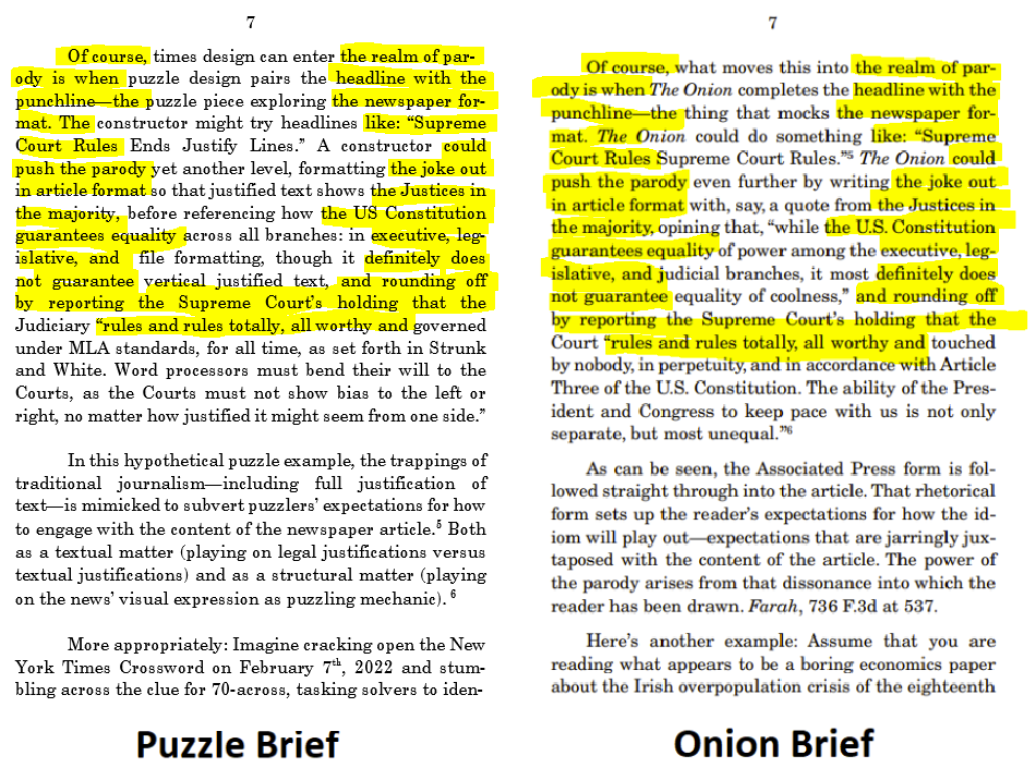 7
Of course, times design can enter the realm of par-
ody is when puzzle design pairs the headline with the
punchline—the puzzle piece exploring the newspaper for-
mat. The constructor might try headlines like: “Supreme
Court Rules Ends Justify Lines.” A constructor could
push the parody yet another level, formatting the joke out
in article format so that justified text shows the Justices in
the majority, before referencing how the US Constitution
guarantees equality across all branches: in executive, leg-
islative, and file formatting, though it definitely does
not guarantee vertical justified text, and rounding off
by reporting the Supreme Court’s holding that the
Judiciary “rules and rules totally, all worthy and governed
under MLA standards, for all time, as set forth in Strunk
and White. Word processors must bend their will to the
Courts, as the Courts must not show bias to the left or
right, no matter how justified it might seem from one side.”
In this hypothetical puzzle example, the trappings of
traditional journalism—including full justification of
text—is mimicked to subvert puzzlers’ expectations for how
to engage with the content of the newspaper article.⁵ Both
as a textual matter (playing on legal justifications versus
textual justifications) and as a structural matter (playing
on the news’ visual expression as puzzling mechanic). ⁶
More appropriately: Imagine cracking open the New
York Times Crossword on February 7th, 2022 and stum-
bling across the clue for 70-across, tasking solvers to iden-
Puzzle Brief
7
Of course, what moves this into the realm of par-
ody is when The Onion completes the headline with the
punchline—the thing that mocks the newspaper for-
mat. The Onion could do something like: “Supreme
Court Rules Supreme Court Rules.”⁵ The Onion could
push the parody even further by writing the joke out
in article format with, say, a quote from the Justices in
the majority, opining that, “while the U.S. Constitution
guarantees equality of power among the executive, leg-
islative, and judicial branches, it most definitely does
not guarantee equality of coolness,” and rounding off
by reporting the Supreme Court’s holding that the
Court “rules and rules totally, all worthy and touched
by nobody, in perpetuity, and in accordance with Article
Three of the U.S. Constitution. The ability of the Pres-
ident and Congress to keep pace with us is not only
separate, but most unequal.”⁶
As can be seen, the Associated Press form is fol-
lowed straight through into the article. That rhetorical
form sets up the reader’s expectations for how the id-
iom will play out—expectations that are jarringly jux-
taposed with the content of the article. The power of
the parody arises from that dissonance into which the
reader has been drawn. Farah, 736 F.3d at 537.
Here’s another example: Assume that you are
reading what appears to be a boring economics paper
about the Irish overpopulation crisis of the eighteenth
Onion Brief